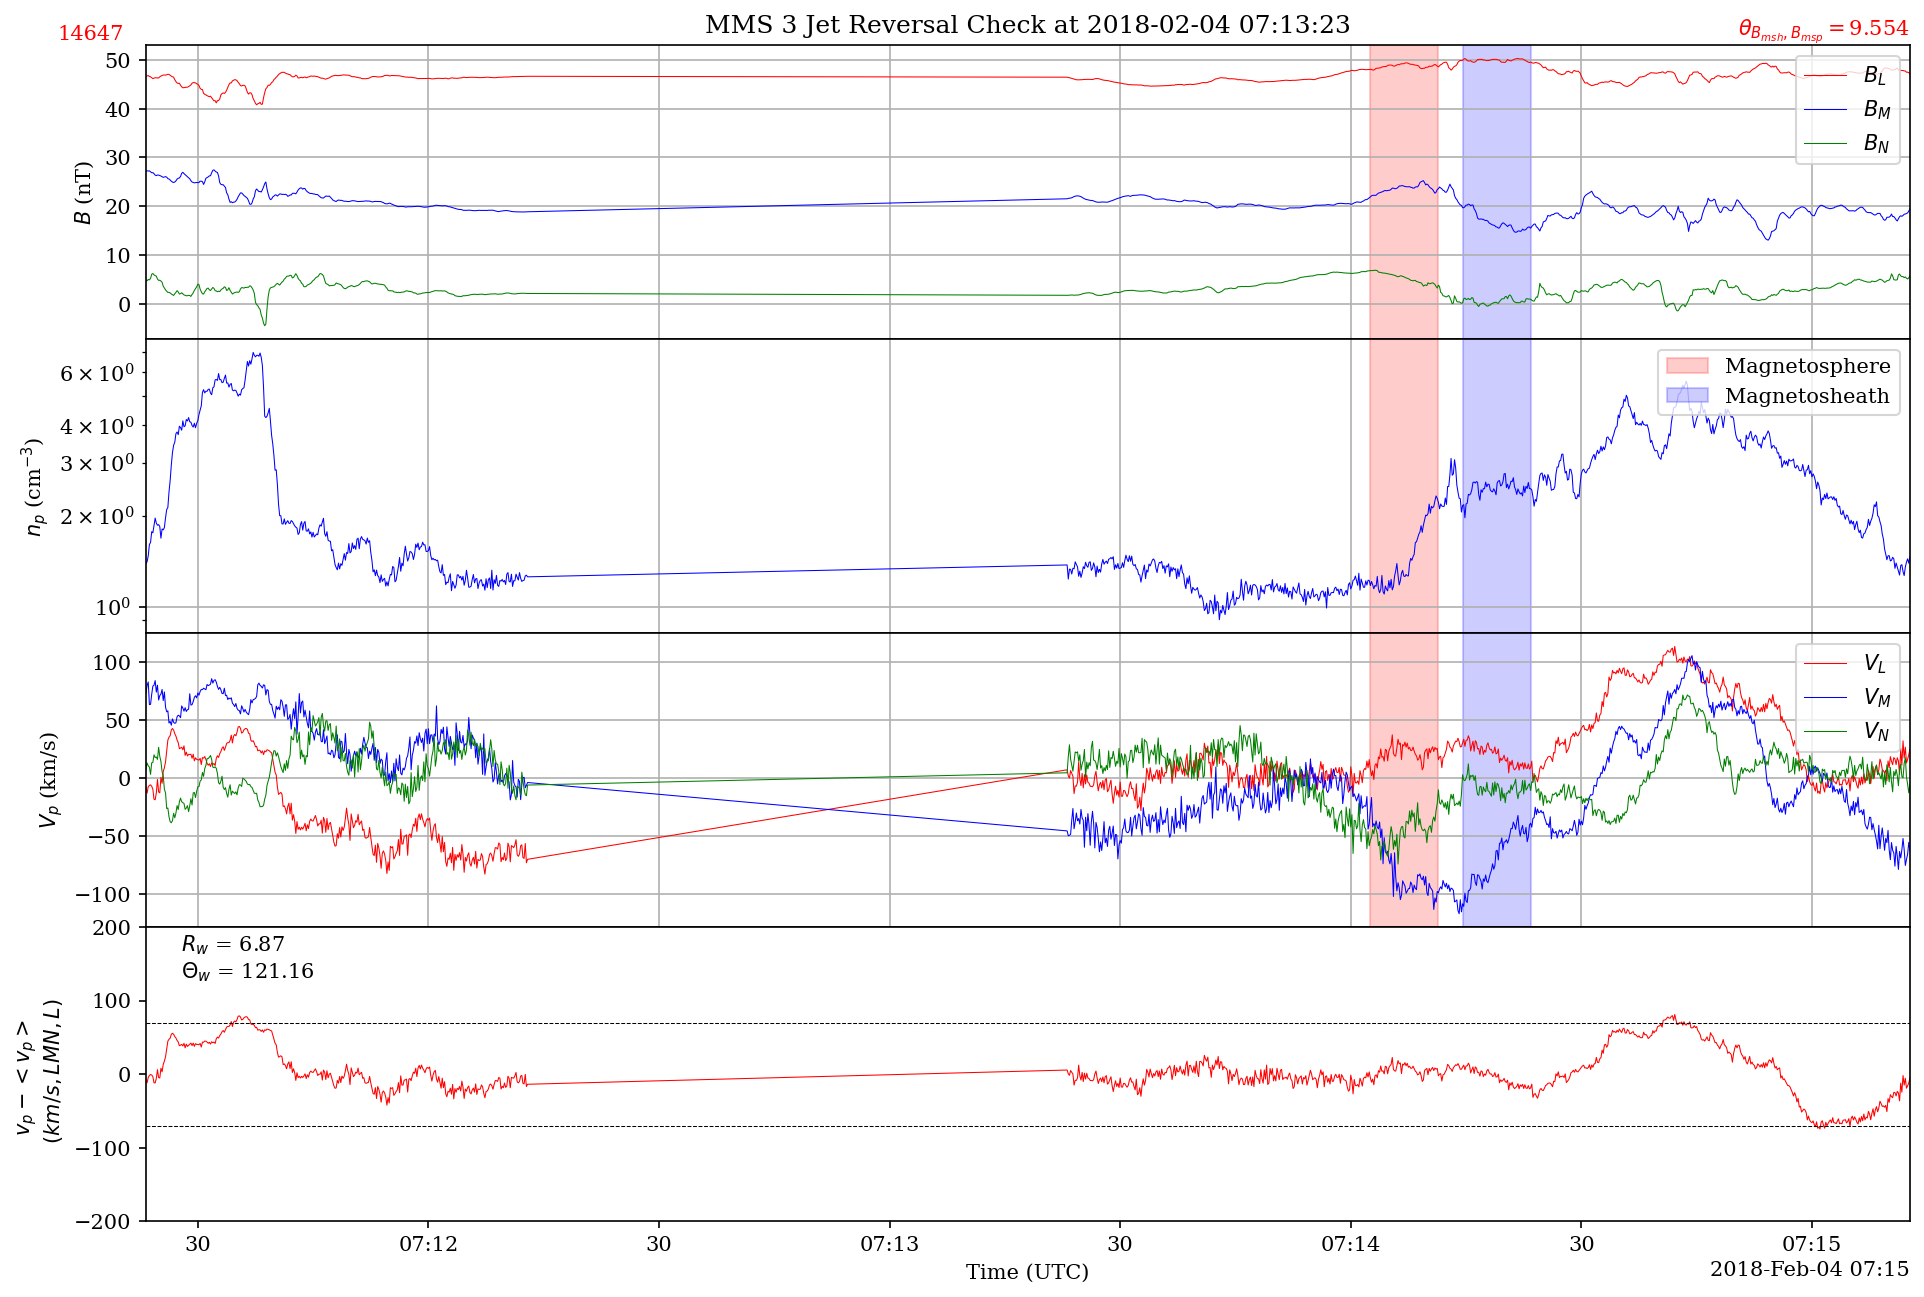 MMS 3 Jet Reversal Check at 2018-02-04 07:13:23
14647
θ_{B_{msh}, B_{msp}} = 9.554
50
40
30
20
10
0
B (nT)
B_L
B_M
B_N
6 × 10^0
4 × 10^0
3 × 10^0
2 × 10^0
10^0
n_p (cm^{-3})
Magnetosphere
Magnetosheath
100
50
0
−50
−100
V_p (km/s)
V_L
V_M
V_N
200
100
0
−100
−200
v_p − < v_p >
(km/s, LMN, L)
R_w = 6.87
Θ_w = 121.16
30
07:12
30
07:13
30
07:14
30
07:15
Time (UTC)
2018-Feb-04 07:15